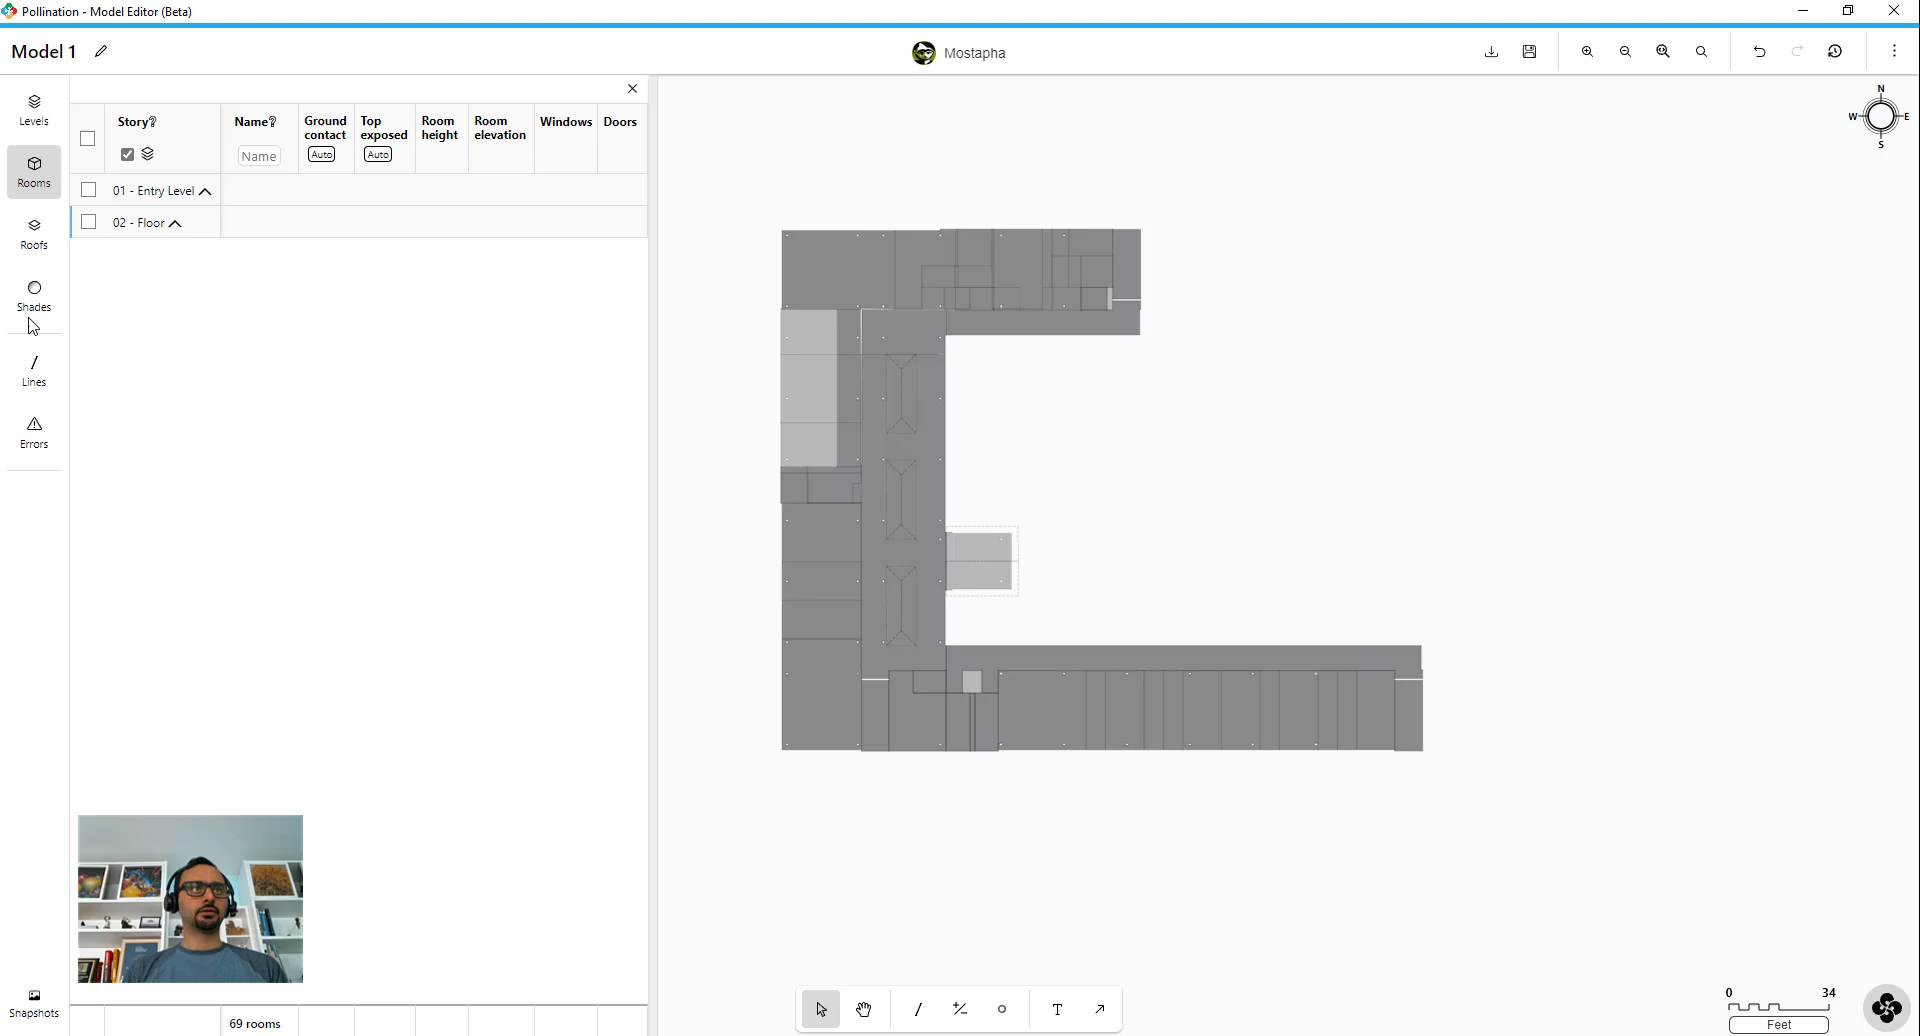 Pollination - Model Editor (Beta)
Model 1
Mostapha
Levels
Rooms
Roofs
Shades
Lines
Errors
Snapshots
Story?
Name?
Name
Ground contact
Auto
Top exposed
Auto
Room height
Room elevation
Windows
Doors
01 - Entry Level
02 - Floor
69 rooms
N
W
E
S
T
0
34
Feet